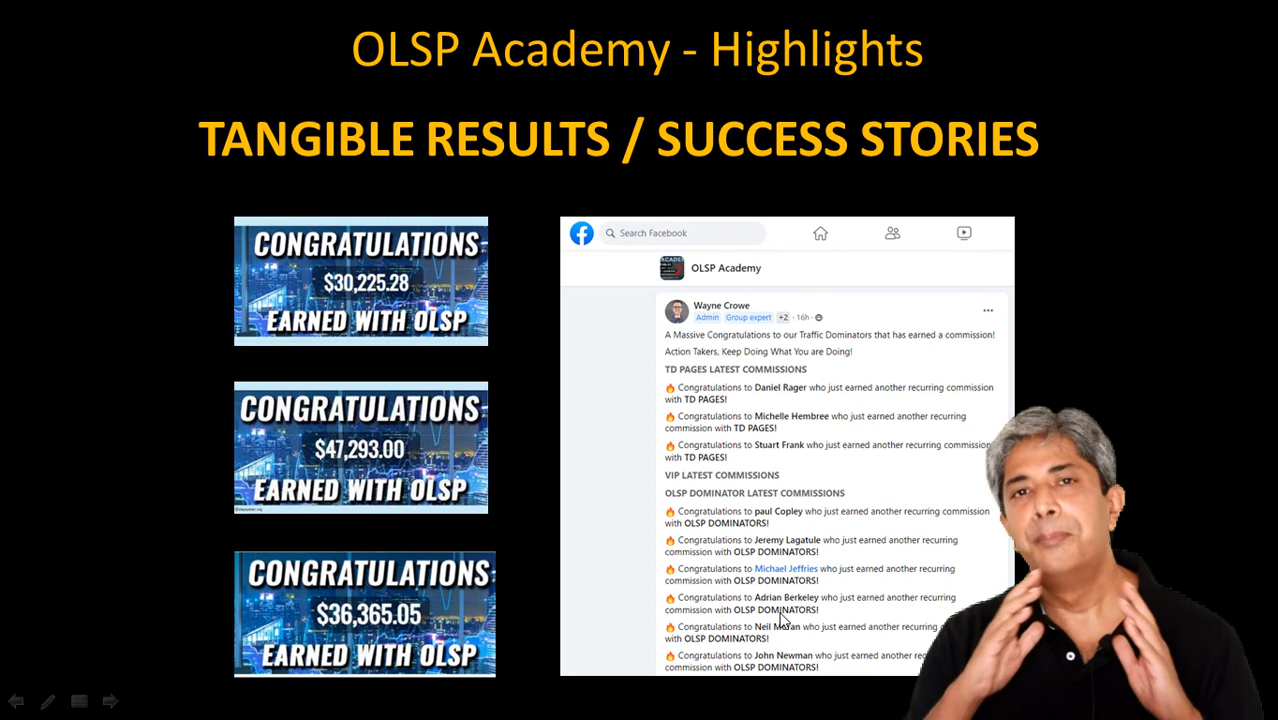 OLSP Academy - Highlights
TANGIBLE RESULTS / SUCCESS STORIES
CONGRATULATIONS
$30,225.28
EARNED WITH OLSP
CONGRATULATIONS
$47,293.00
EARNED WITH OLSP
CONGRATULATIONS
$36,365.05
EARNED WITH OLSP
Search Facebook
OLSP Academy
Wayne Crowe
Admin Group expert +2 · 16h ·
A Massive Congratulations to our Traffic Dominators that has earned a commission!
Action Takers, Keep Doing What You are Doing!
TD PAGES LATEST COMMISSIONS
🔥 Congratulations to Daniel Rager who just earned another recurring commission
with TD PAGES!
🔥 Congratulations to Michelle Hembree who just earned another recurring
commission with TD PAGES!
🔥 Congratulations to Stuart Frank who just earned another recurring commission
with TD PAGES!
VIP LATEST COMMISSIONS
OLSP DOMINATOR LATEST COMMISSIONS
🔥 Congratulations to paul Copley who just earned another recurring commission
with OLSP DOMINATORS!
🔥 Congratulations to Jeremy Lagatule who just earned another recurring
commission with OLSP DOMINATORS!
🔥 Congratulations to Michael Jeffries who just earned another recurring
commission with OLSP DOMINATORS!
🔥 Congratulations to Adrian Berkeley who just earned another recurring
commission with OLSP DOMINATORS!
🔥 Congratulations to Neil who just earned another recurring
with OLSP DOMINATORS!
🔥 Congratulations to John Newman who just earned another
commission with OLSP DOMINATORS!